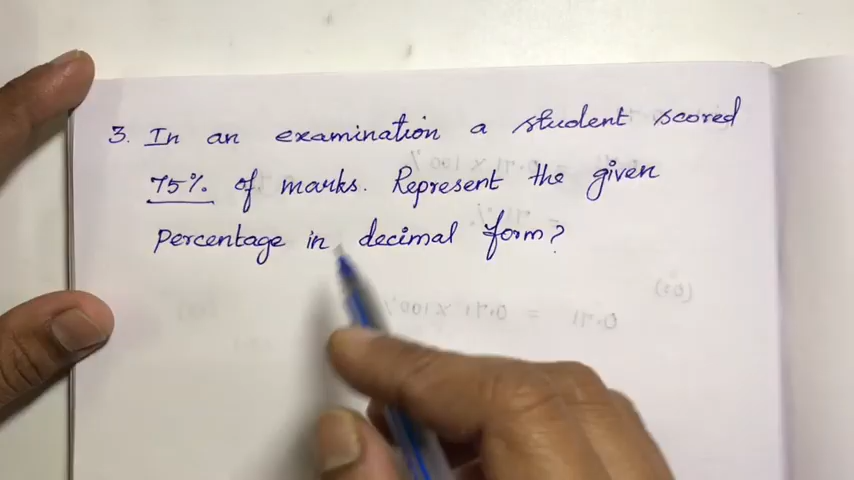 3. In an examination a student scored
75% of marks. Represent the given
Percentage in decimal form?